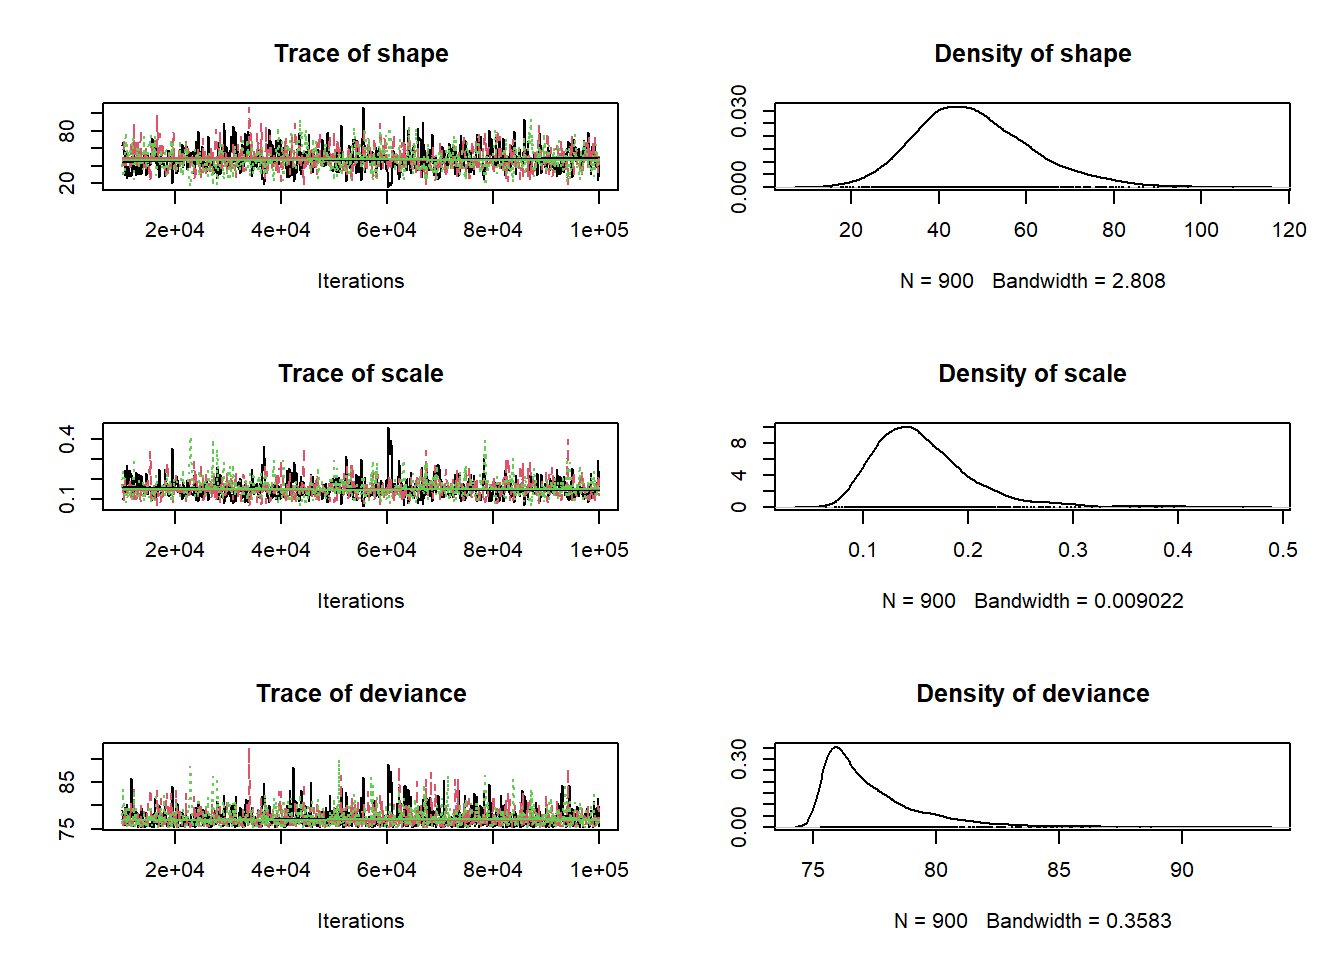 Trace of shape
80
20
2e+04 4e+04 6e+04 8e+04 1e+05
Iterations
Density of shape
0.030
0.000
20 40 60 80 100 120
N = 900 Bandwidth = 2.808
Trace of scale
0.4
0.1
2e+04 4e+04 6e+04 8e+04 1e+05
Iterations
Density of scale
8
4
0
0.1 0.2 0.3 0.4 0.5
N = 900 Bandwidth = 0.009022
Trace of deviance
85
75
2e+04 4e+04 6e+04 8e+04 1e+05
Iterations
Density of deviance
0.30
0.00
75 80 85 90
N = 900 Bandwidth = 0.3583